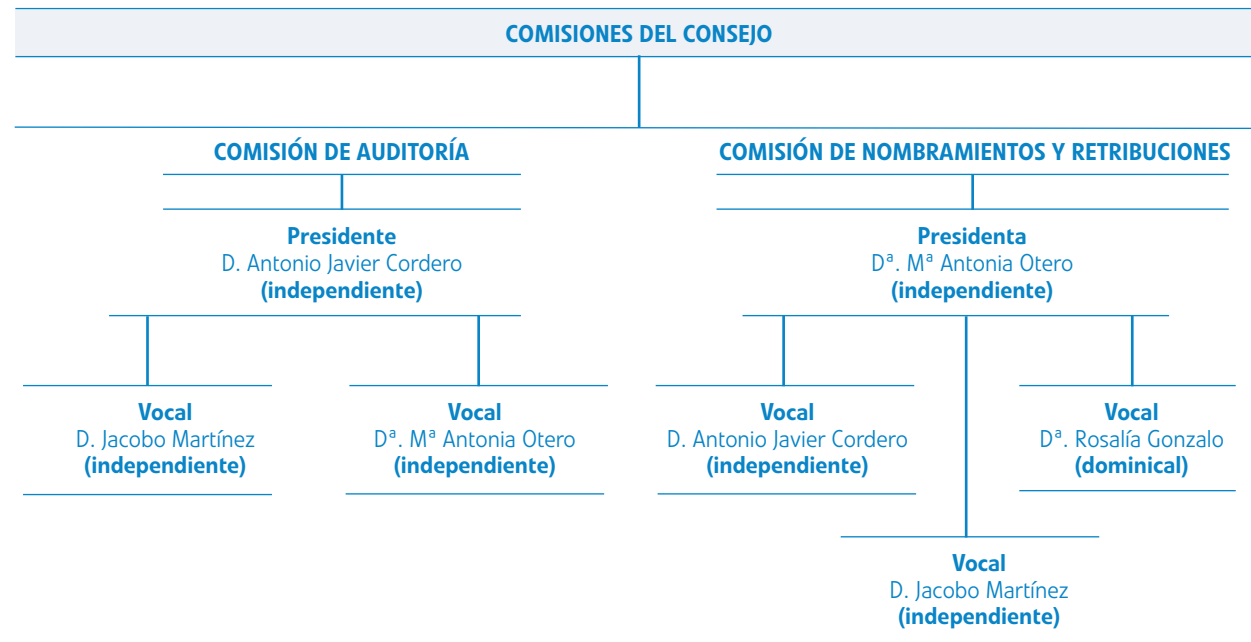 COMISIONES DEL CONSEJO
COMISIÓN DE AUDITORÍA
Presidente
D. Antonio Javier Cordero
(independiente)
Vocal
D. Jacobo Martínez
(independiente)
Vocal
Dª. Mª Antonia Otero
(independiente)
COMISIÓN DE NOMBRAMIENTOS Y RETRIBUCIONES
Presidenta
Dª. Mª Antonia Otero
(independiente)
Vocal
D. Antonio Javier Cordero
(independiente)
Vocal
Dª. Rosalía Gonzalo
(dominical)
Vocal
D. Jacobo Martínez
(independiente)